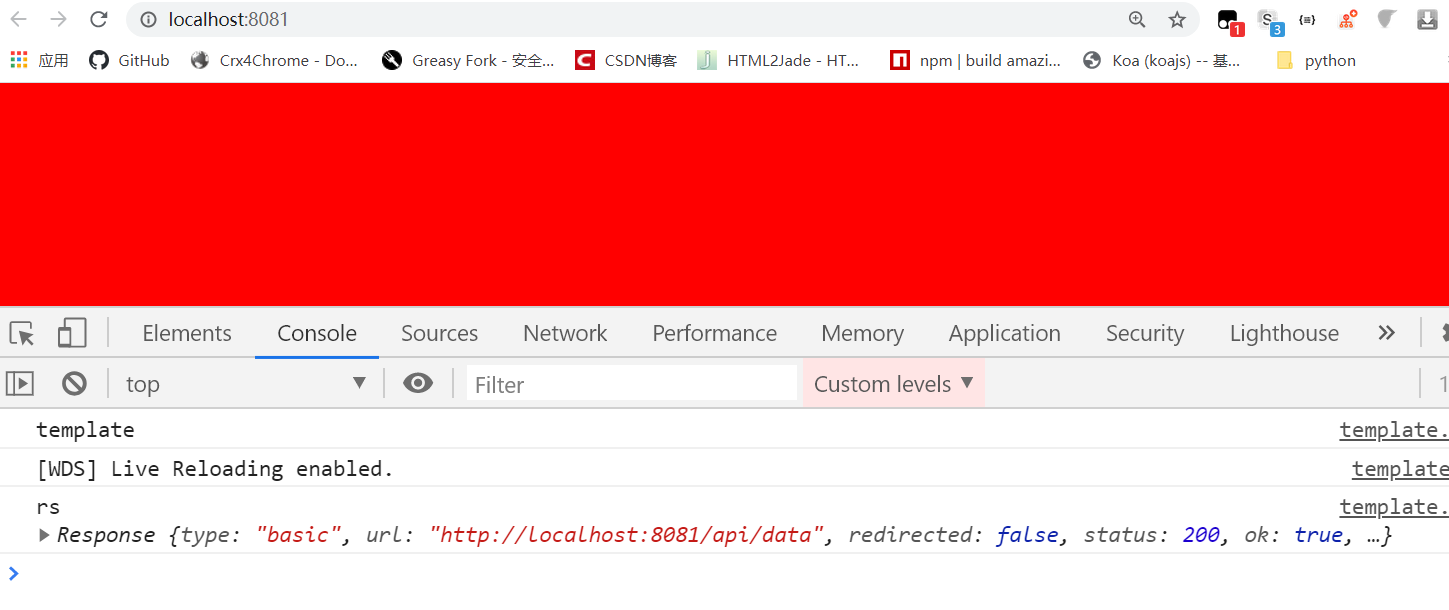 localhost:8081
1
S
3
应用 GitHub Crx4Chrome - Do... Greasy Fork - 安全... CSDN博客 HTML2Jade - HT... npm | build amazi... Koa (koajs) -- 基... python
Elements Console Sources Network Performance Memory Application Security Lighthouse »
top ▼ Filter Custom levels ▼ 1
template template.
[WDS] Live Reloading enabled. template
rs template.
▶Response {type: "basic", url: "http://localhost:8081/api/data", redirected: false, status: 200, ok: true, …}